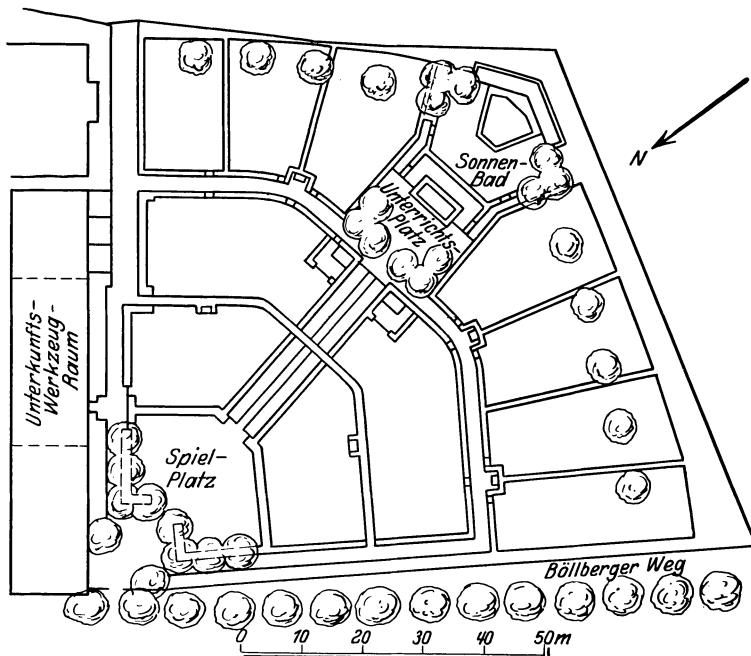 N
Sonnen-
Bad
Unterrichts-
Platz
Unterkunfts-
Werkzeug-
Raum
Spiel-
Platz
Böllberger Weg
0 10 20 30 40 50m